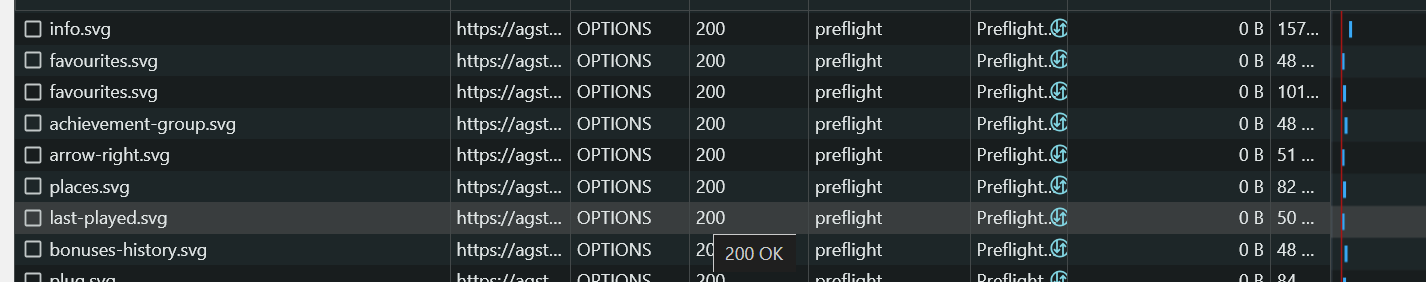 info.svg https://agst... OPTIONS 200 preflight Preflight... 0 B 157...
favourites.svg https://agst... OPTIONS 200 preflight Preflight... 0 B 48 ...
favourites.svg https://agst... OPTIONS 200 preflight Preflight... 0 B 101...
achievement-group.svg https://agst... OPTIONS 200 preflight Preflight... 0 B 48 ...
arrow-right.svg https://agst... OPTIONS 200 preflight Preflight... 0 B 51 ...
places.svg https://agst... OPTIONS 200 preflight Preflight... 0 B 82 ...
last-played.svg https://agst... OPTIONS 200 preflight Preflight... 0 B 50 ...
bonuses-history.svg https://agst... OPTIONS 20 preflight Preflight... 0 B 48 ...
200 OK
plug.svg https://agst... OPTIONS 200 preflight Preflight... 0 B 84 ...